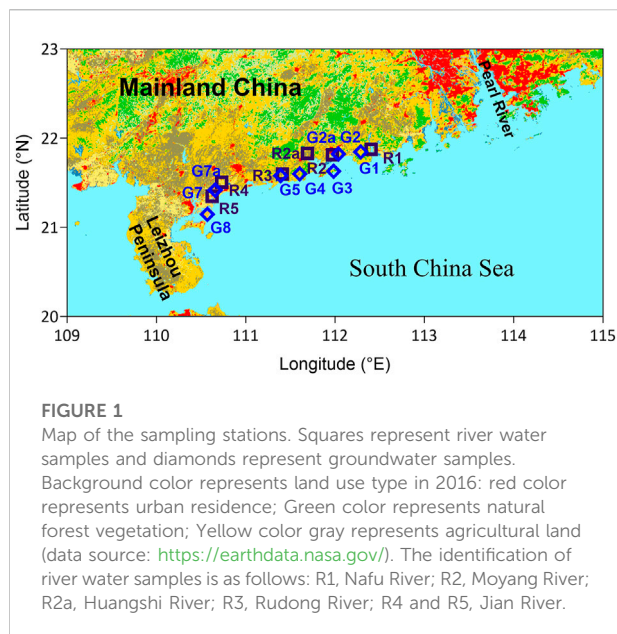 23
22
21
20
Latitude (°N)
Mainland China
Pearl River
G2a G2
R2a
R1
G1
R2
G7a
R3
G7
R4
G5 G4 G3
R5
G8
Leizhou
Peninsula
South China Sea
109 110 111 112 113 114 115
Longitude (°E)
FIGURE 1
Map of the sampling stations. Squares represent river water
samples and diamonds represent groundwater samples.
Background color represents land use type in 2016: red color
represents urban residence; Green color represents natural
forest vegetation; Yellow color gray represents agricultural land
(data source: https://earthdata.nasa.gov/). The identification of
river water samples is as follows: R1, Nafu River; R2, Moyang River;
R2a, Huangshi River; R3, Rudong River; R4 and R5, Jian River.